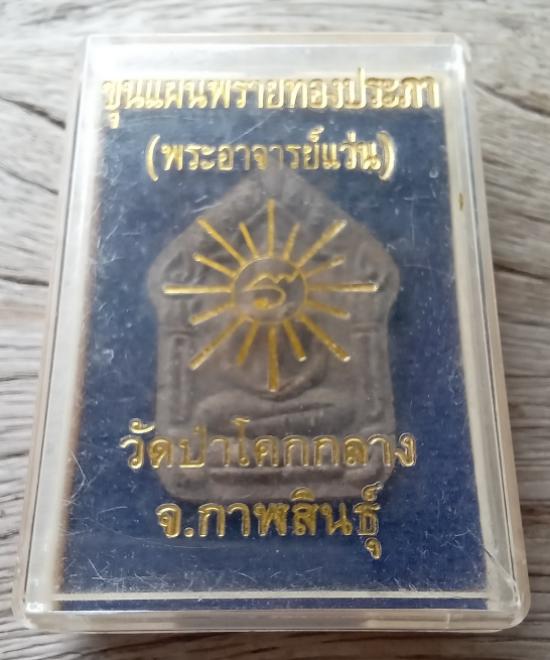 ขุนแผนพรายทองประภา
(พระอาจารย์แว่น)
๑
วัดป่าโคกกลาง
จ.กาฬสินธุ์